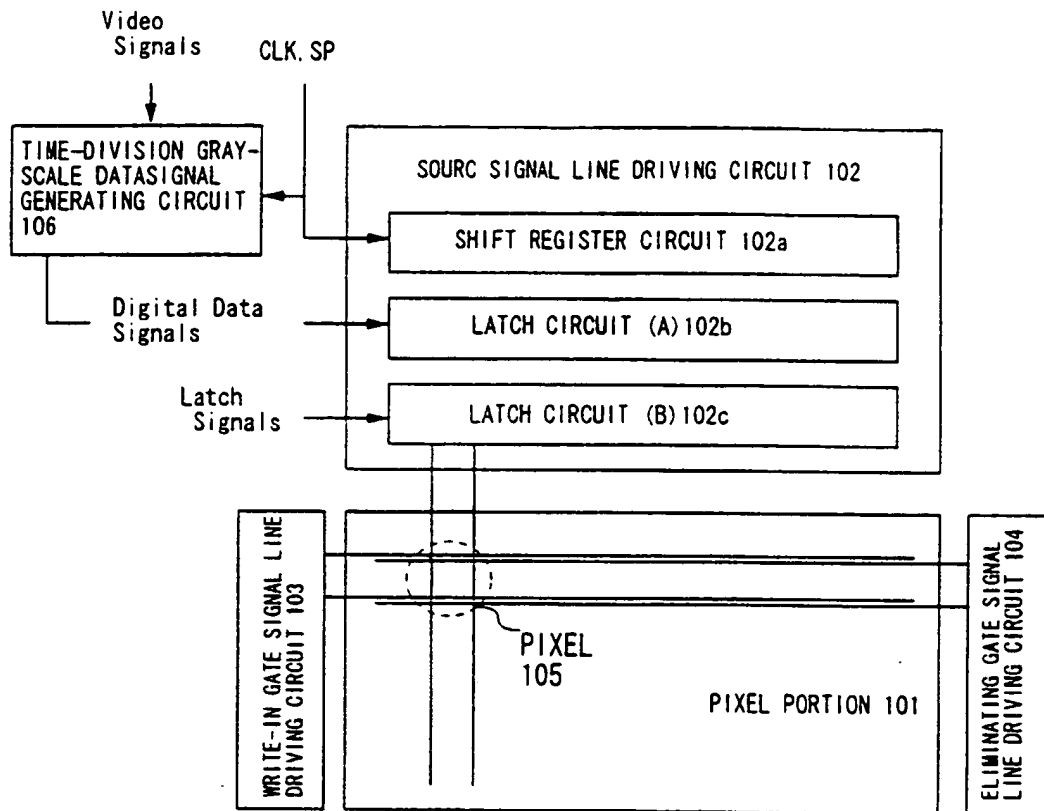 Video
Signals
CLK. SP
TIME-DIVISION GRAY-
SCALE DATASIGNAL
GENERATING CIRCUIT
106
SOURC SIGNAL LINE DRIVING CIRCUIT 102
SHIFT REGISTER CIRCUIT 102a
Digital Data
Signals
LATCH CIRCUIT (A) 102b
Latch
Signals
LATCH CIRCUIT (B) 102c
WRITE-IN GATE SIGNAL LINE
DRIVING CIRCUIT 103
PIXEL
105
PIXEL PORTION 101
ELIMINATING GATE SIGNAL
LINE DRIVING CIRCUIT 104